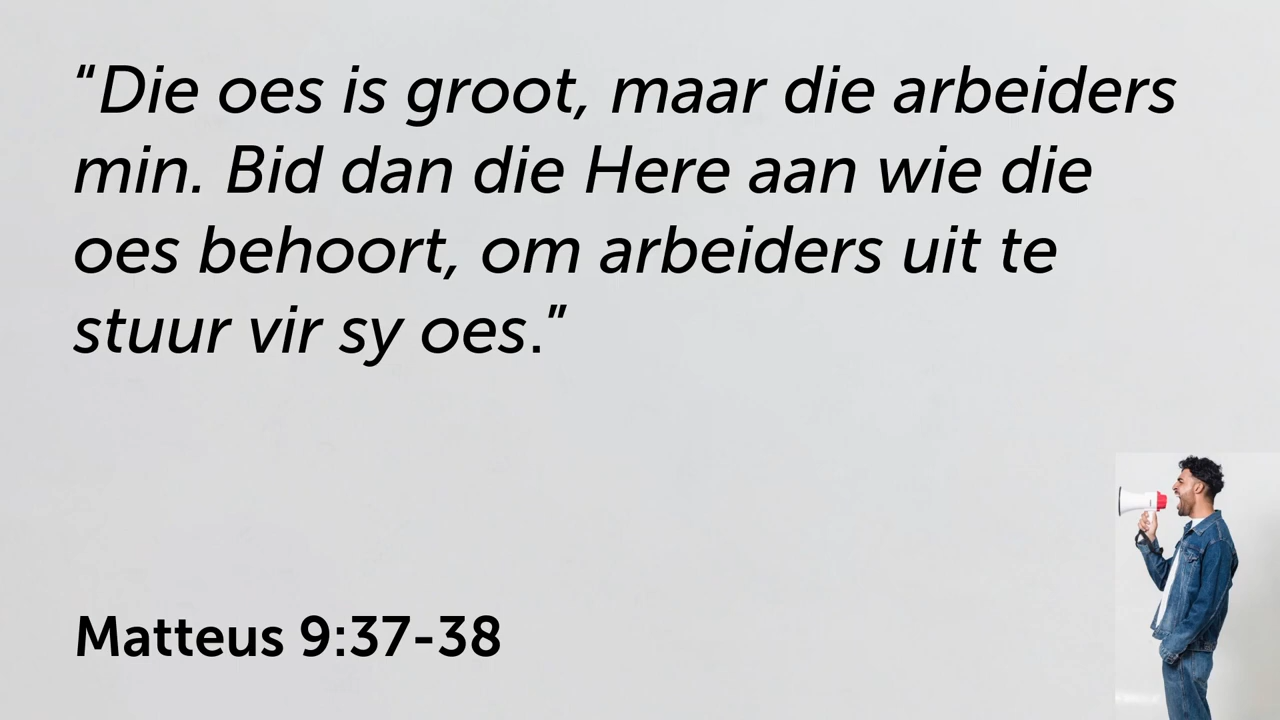 “Die oes is groot, maar die arbeiders
min. Bid dan die Here aan wie die
oes behoort, om arbeiders uit te
stuur vir sy oes.”
Matteus 9:37-38